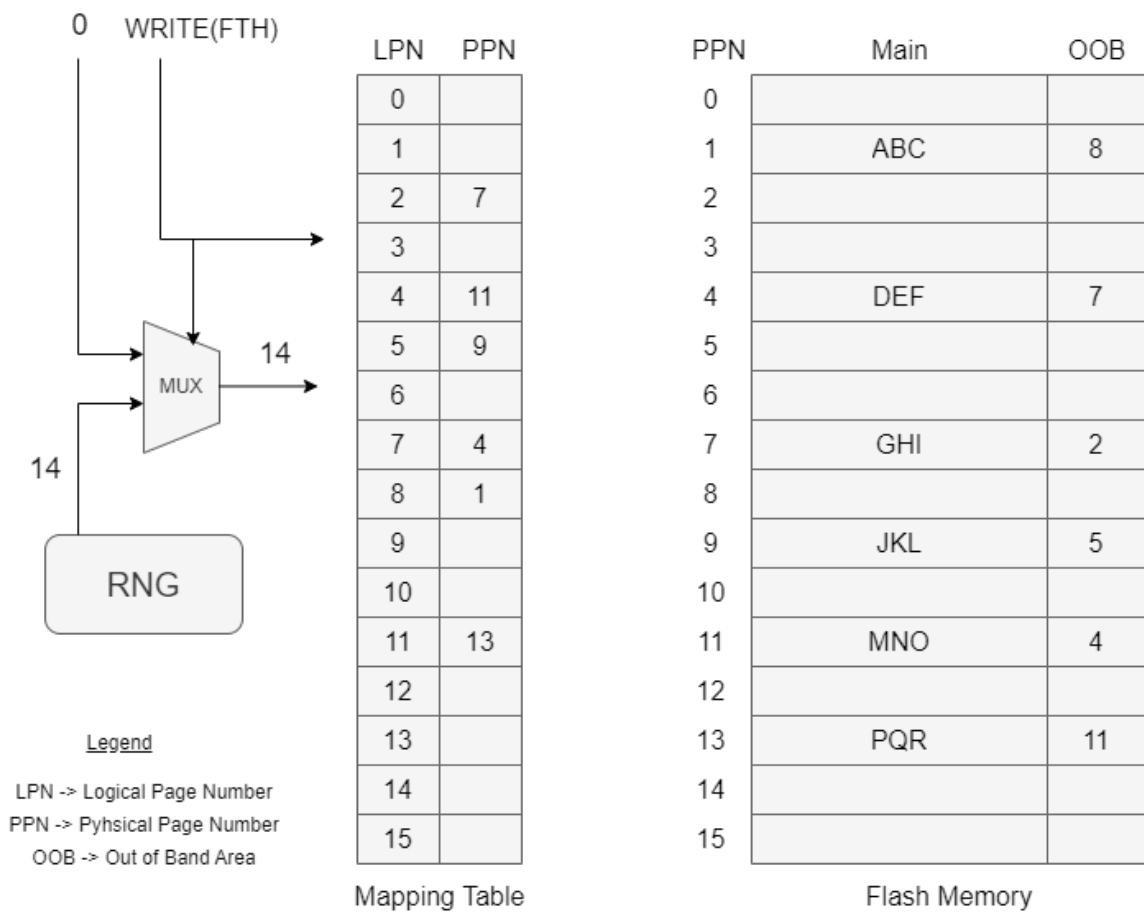 0 WRITE(FTH)
LPN PPN
PPN Main OOB
0
1
2 7
3
4 11
5 9
6
7 4
8 1
9
10
11 13
12
13
14
15
Mapping Table
0
1 ABC 8
2
3
4 DEF 7
5
6
7 GHI 2
8
9 JKL 5
10
11 MNO 4
12
13 PQR 11
14
15
Flash Memory
MUX
14
14
RNG
Legend
LPN -> Logical Page Number
PPN -> Pyhsical Page Number
OOB -> Out of Band Area